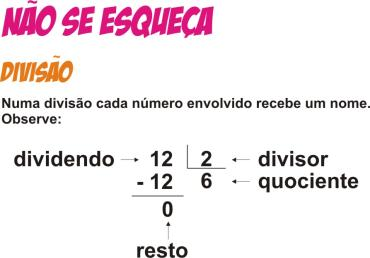 NÃO SE ESQUEÇA
DIVISÃO
Numa divisão cada número envolvido recebe um nome.
Observe:
dividendo → 12 2 ← divisor
- 12 6 ← quociente
0
↑
resto